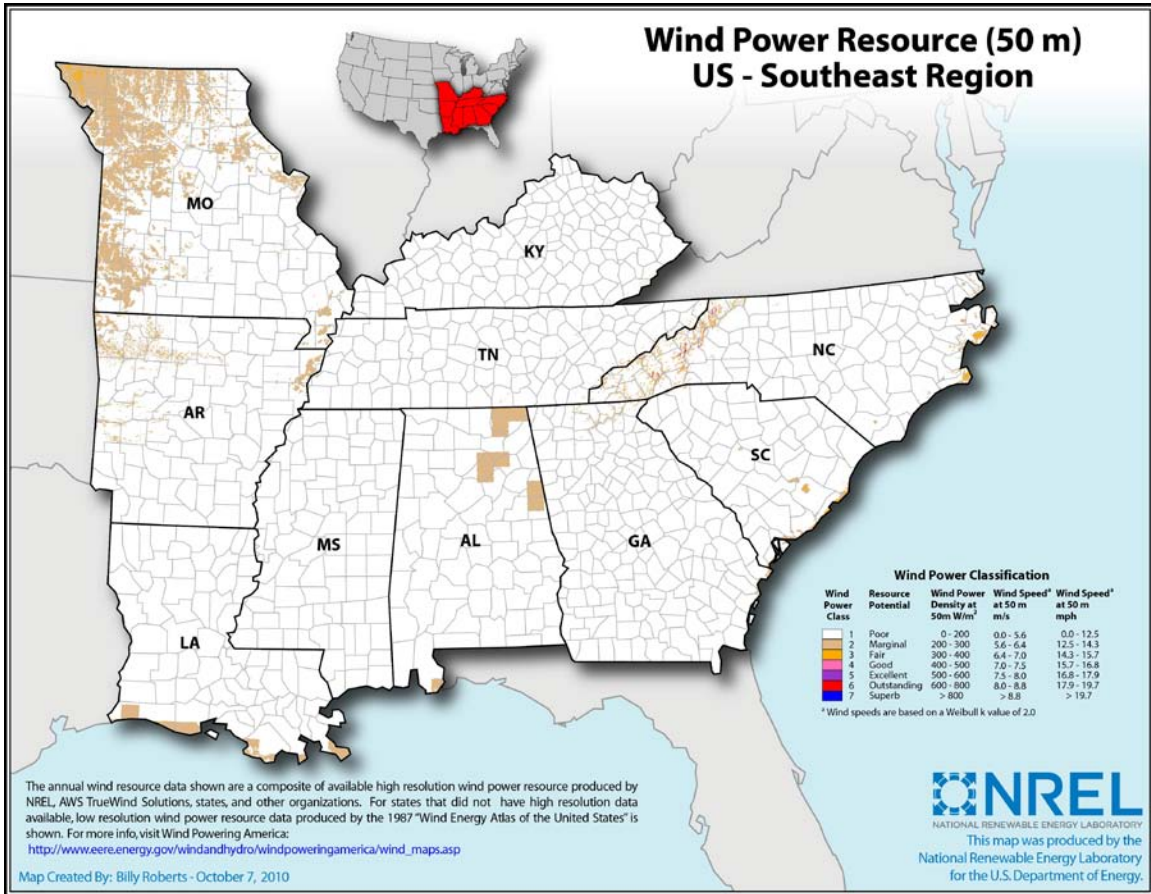 Wind Power Resource (50 m)
US - Southeast Region
MO
KY
TN
NC
AR
SC
MS
AL
GA
LA
Wind Power Classification
Wind Power Class Resource Potential Wind Power Density at 50m W/m² Wind Speedᵃ at 50 m m/s Wind Speedᵃ at 50 m mph
1 Poor 0 - 200 0.0 - 5.6 0.0 - 12.5
2 Marginal 200 - 300 5.6 - 6.4 12.5 - 14.3
3 Fair 300 - 400 6.4 - 7.0 14.3 - 15.7
4 Good 400 - 500 7.0 - 7.5 15.7 - 16.8
5 Excellent 500 - 600 7.5 - 8.0 16.8 - 17.9
6 Outstanding 600 - 800 8.0 - 8.8 17.9 - 19.7
7 Superb > 800 > 8.8 > 19.7
ᵃ Wind speeds are based on a Weibull k value of 2.0
The annual wind resource data shown are a composite of available high resolution wind power resource produced by
NREL, AWS TrueWind Solutions, states, and other organizations. For states that did not have high resolution data
available, low resolution wind power resource data produced by the 1987 "Wind Energy Atlas of the United States" is
shown. For more info, visit Wind Powering America:
http://www.eere.energy.gov/windandhydro/windpoweringamerica/wind_maps.asp
Map Created By: Billy Roberts - October 7, 2010
NREL
NATIONAL RENEWABLE ENERGY LABORATORY
This map was produced by the
National Renewable Energy Laboratory
for the U.S. Department of Energy.